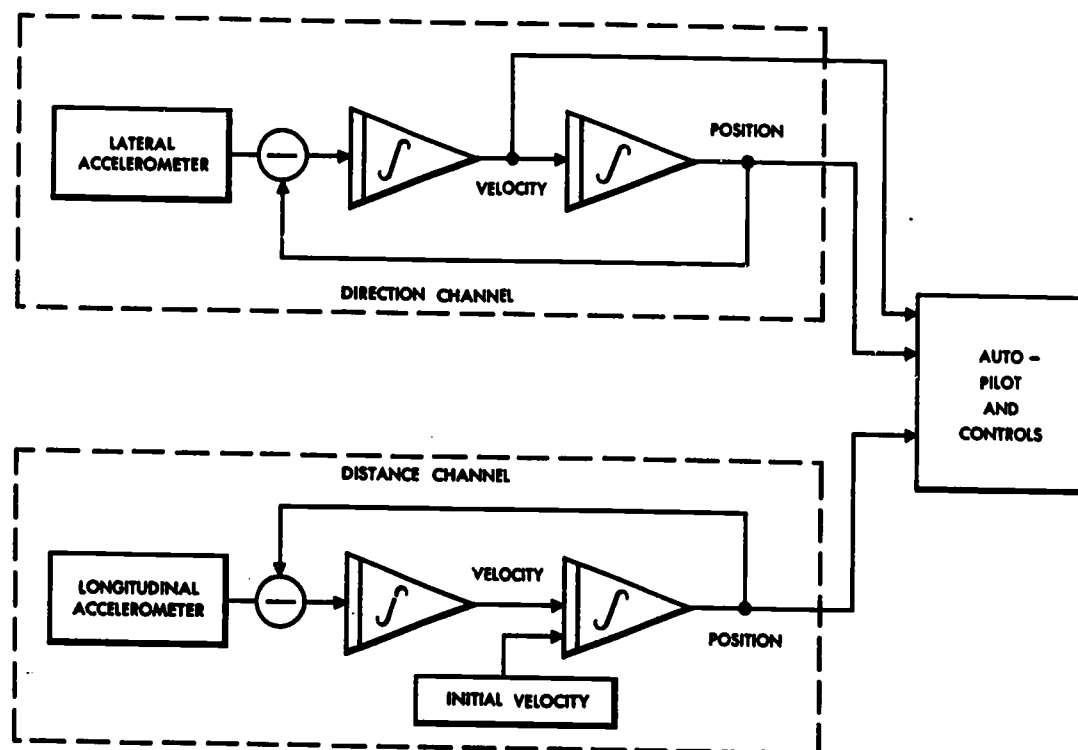 LATERAL
ACCELEROMETER
∫
VELOCITY
∫
POSITION
DIRECTION CHANNEL
AUTO –
PILOT
AND
CONTROLS
DISTANCE CHANNEL
LONGITUDINAL
ACCELEROMETER
∫
VELOCITY
∫
POSITION
INITIAL VELOCITY